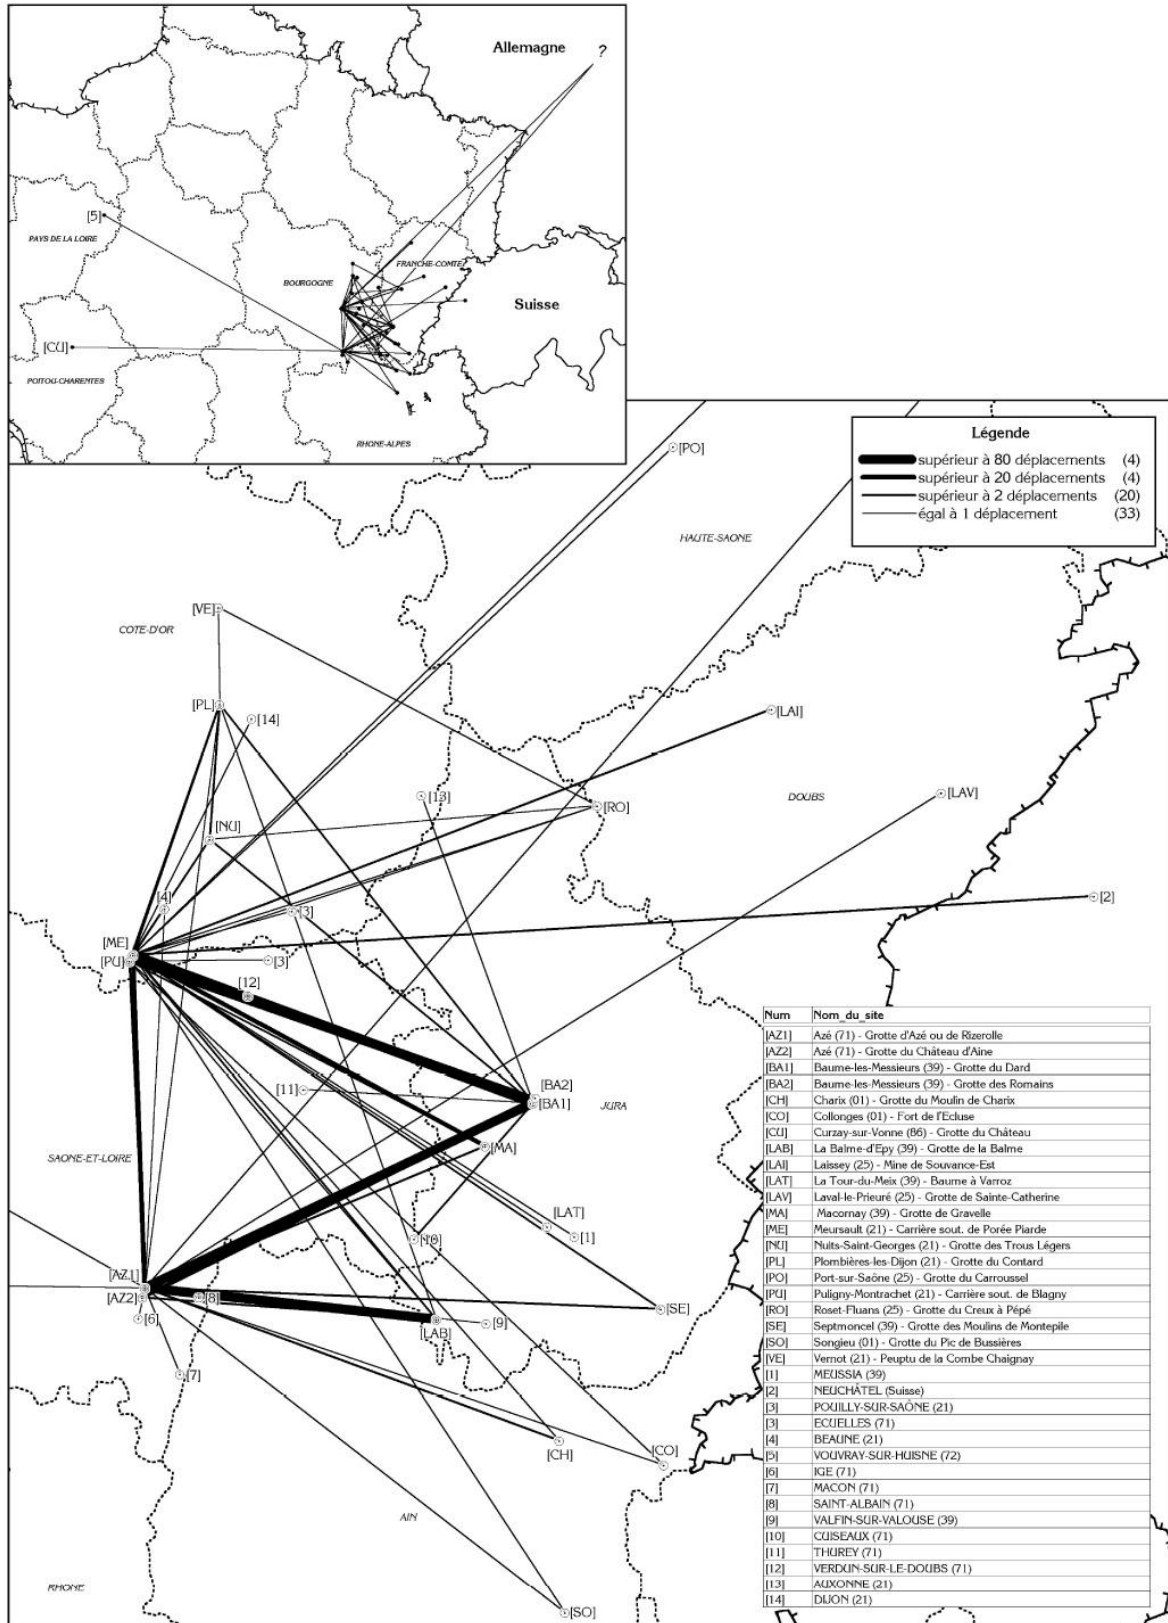 Allemagne
?
[5]
PAYS DE LA LOIRE
FRANCHE-COMTE
BOURGOGNE
Suisse
[CU]
POITOU-CHARENTES
RHONE-ALPES
Légende
supérieur à 80 déplacements (4)
supérieur à 20 déplacements (4)
supérieur à 2 déplacements (20)
égal à 1 déplacement (33)
[PO]
HAUTE-SAONE
[VE]
COTE-D'OR
[PL]
[14]
[LAI]
[13]
[RO]
DOUBS
[LAV]
[NU]
[4]
[3]
[2]
[ME]
[PU]
[3]
[12]
[11]
[BA2]
[BA1]
JURA
[MA]
SAONE-ET-LOIRE
[LAT]
[10]
[1]
[AZ1]
[AZ2]
[8]
[SE]
[6]
[9]
[LAB]
[7]
[CH]
[CO]
AIN
RHONE
[SO]
Num Nom_du_site
[AZ1] Azé (71) - Grotte d'Azé ou de Rizerolle
[AZ2] Azé (71) - Grotte du Château d'Aine
[BA1] Baume-les-Messieurs (39) - Grotte du Dard
[BA2] Baume-les-Messieurs (39) - Grotte des Romains
[CH] Charix (01) - Grotte du Moulin de Charix
[CO] Collonges (01) - Fort de l'Ecluse
[CU] Curzay-sur-Vonne (86) - Grotte du Château
[LAB] La Balme-d'Epy (39) - Grotte de la Balme
[LAI] Laissey (25) - Mine de Souvance-Est
[LAT] La Tour-du-Meix (39) - Baume à Varroz
[LAV] Laval-le-Prieuré (25) - Grotte de Sainte-Catherine
[MA] Macornay (39) - Grotte de Gravelle
[ME] Meursault (21) - Carrière sout. de Porée Piarde
[NU] Nuits-Saint-Georges (21) - Grotte des Trous Légers
[PL] Plombières-les-Dijon (21) - Grotte du Contard
[PO] Port-sur-Saône (25) - Grotte du Carroussel
[PU] Puligny-Montrachet (21) - Carrière sout. de Blagny
[RO] Roset-Fluans (25) - Grotte du Creux à Pépé
[SE] Septmoncel (39) - Grotte des Moulins de Montepile
[SO] Songieu (01) - Grotte du Pic de Bussières
[VE] Vernot (21) - Peuptu de la Combe Chaignay
[1] MEUSSIA (39)
[2] NEUCHÂTEL (Suisse)
[3] POUILLY-SUR-SAÔNE (21)
[3] ECUELLES (71)
[4] BEAUNE (21)
[5] VOUVRAY-SUR-HUISNE (72)
[6] IGE (71)
[7] MACON (71)
[8] SAINT-ALBAIN (71)
[9] VALFIN-SUR-VALOUSE (39)
[10] CUISEAUX (71)
[11] THUREY (71)
[12] VERDUN-SUR-LE-DOUBS (71)
[13] AUXONNE (21)
[14] DIJON (21)